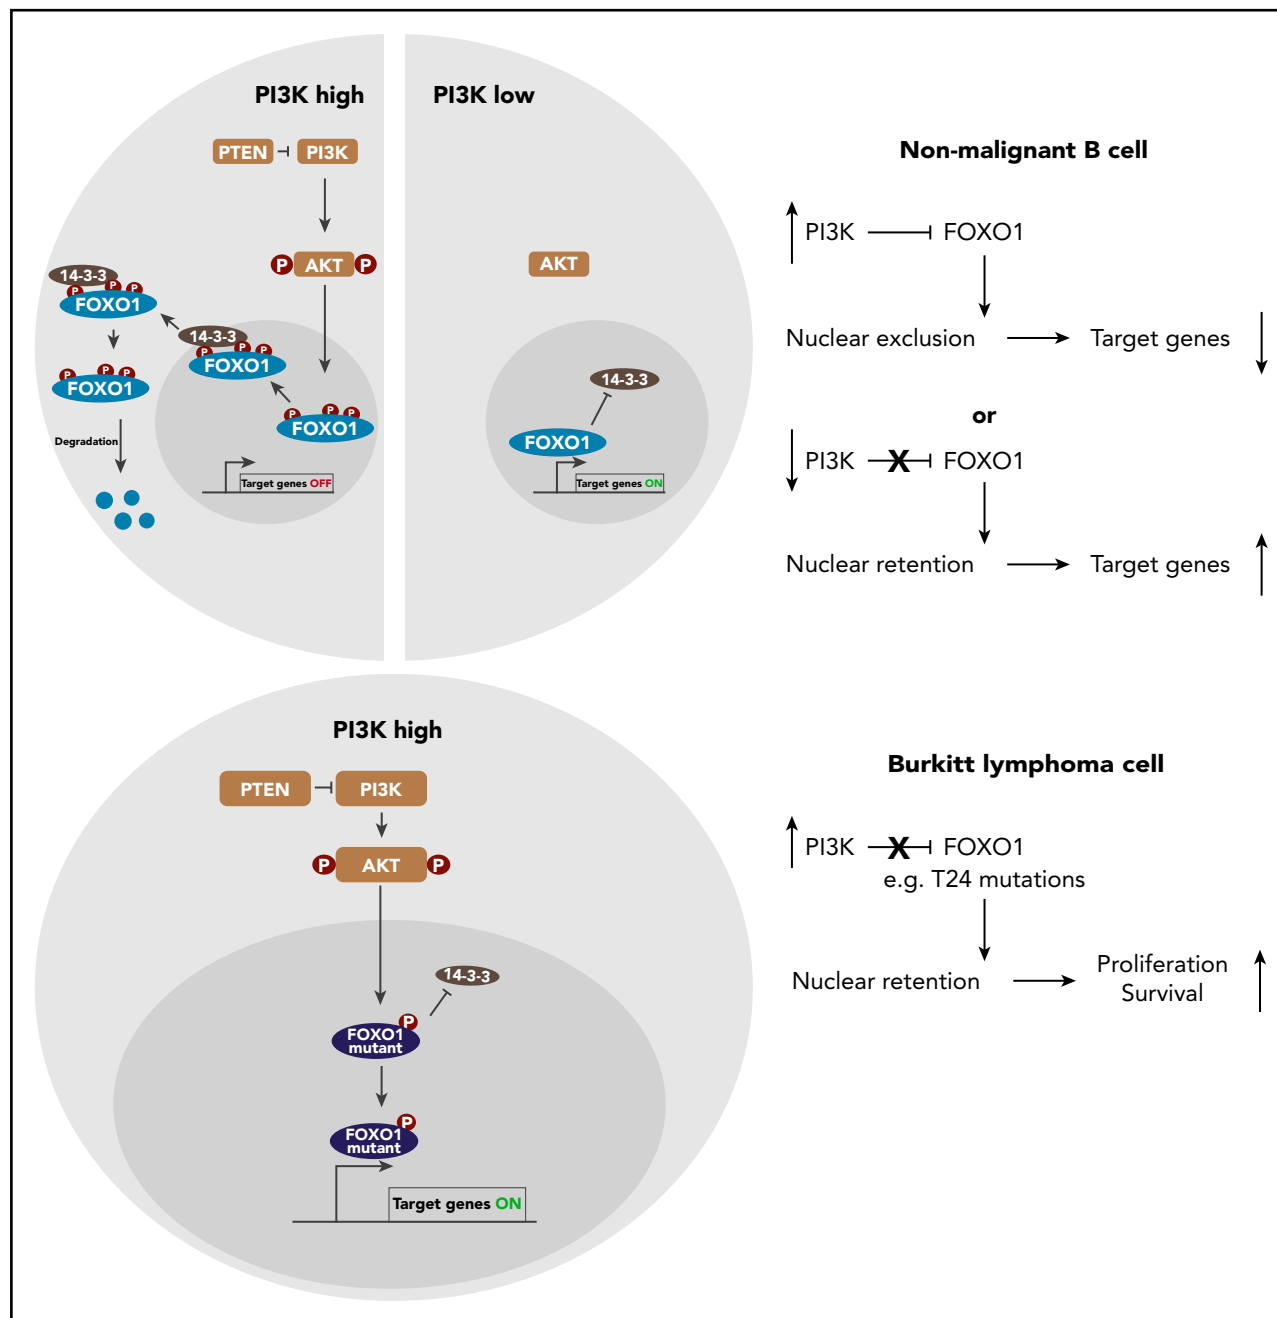 PI3K high
PTEN
PI3K
P
AKT
P
14-3-3
P
P
P
FOXO1
14-3-3
P
P
P
FOXO1
P
P
P
FOXO1
P
P
P
FOXO1
Degradation
Target genes OFF
PI3K low
AKT
14-3-3
FOXO1
Target genes ON
Non-malignant B cell
PI3K
FOXO1
Nuclear exclusion
Target genes
or
PI3K
X
FOXO1
Nuclear retention
Target genes
PI3K high
PTEN
PI3K
P
AKT
P
14-3-3
P
FOXO1
mutant
P
FOXO1
mutant
Target genes ON
Burkitt lymphoma cell
PI3K
X
FOXO1
e.g. T24 mutations
Nuclear retention
Proliferation
Survival